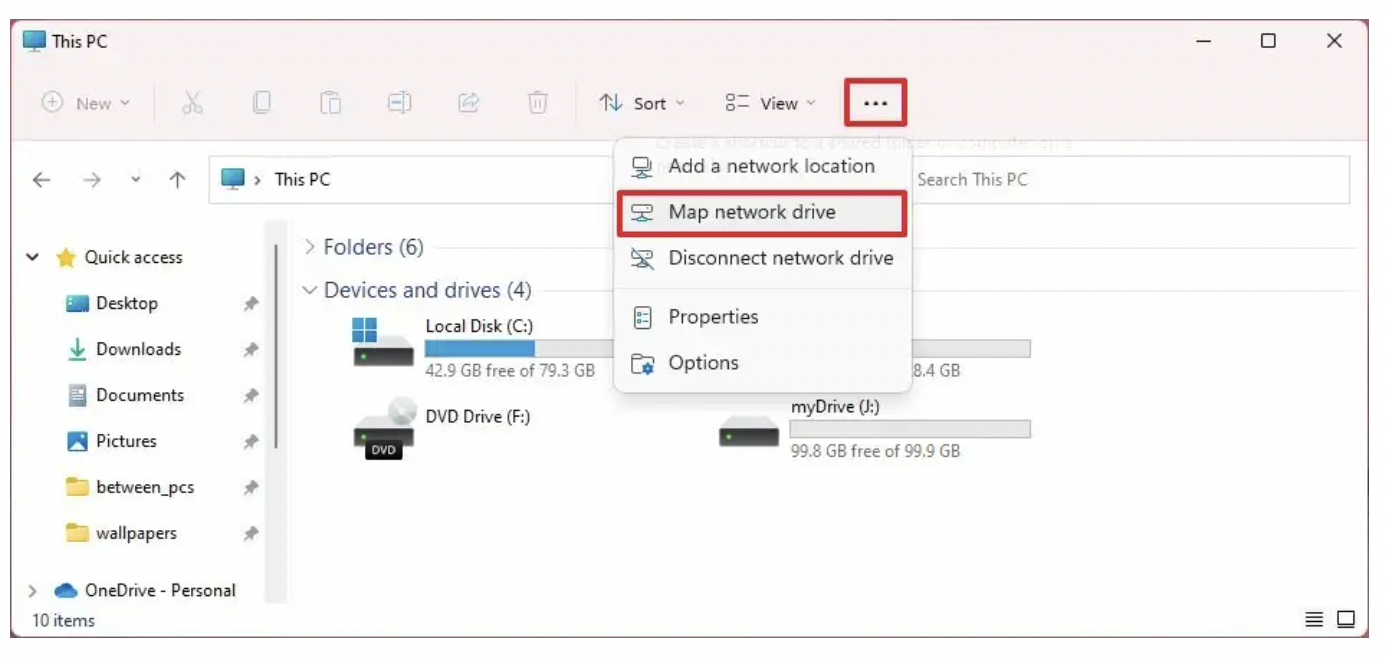 This PC
New
Sort
View
...
Add a network location
Map network drive
Disconnect network drive
Properties
Options
This PC
Search This PC
Quick access
Desktop
Downloads
Documents
Pictures
between_pcs
wallpapers
OneDrive - Personal
Folders (6)
Devices and drives (4)
Local Disk (C:)
42.9 GB free of 79.3 GB
8.4 GB
DVD Drive (F:)
DVD
myDrive (J:)
99.8 GB free of 99.9 GB
10 items